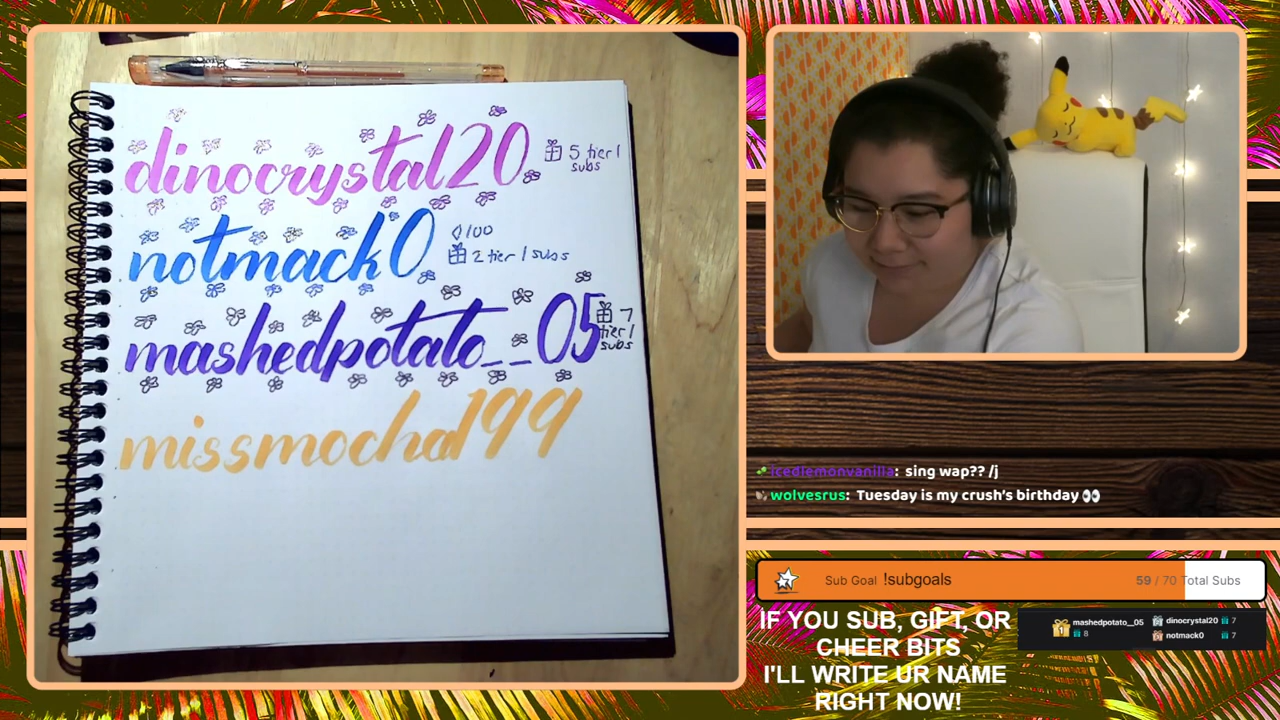 dinocrystal20
5 tier 1
subs
notmack0
100
2 tier 1 subs
mashedpotato__05
7
tier 1
subs
missmocha199
icedlemonvanilla: sing wap?? /j
wolvesrus: Tuesday is my crush's birthday 👀
Sub Goal !subgoals 59 / 70 Total Subs
IF YOU SUB, GIFT, OR
CHEER BITS
I'LL WRITE UR NAME
RIGHT NOW!
1 mashedpotato__05
8
dinocrystal20 7
notmack0 7